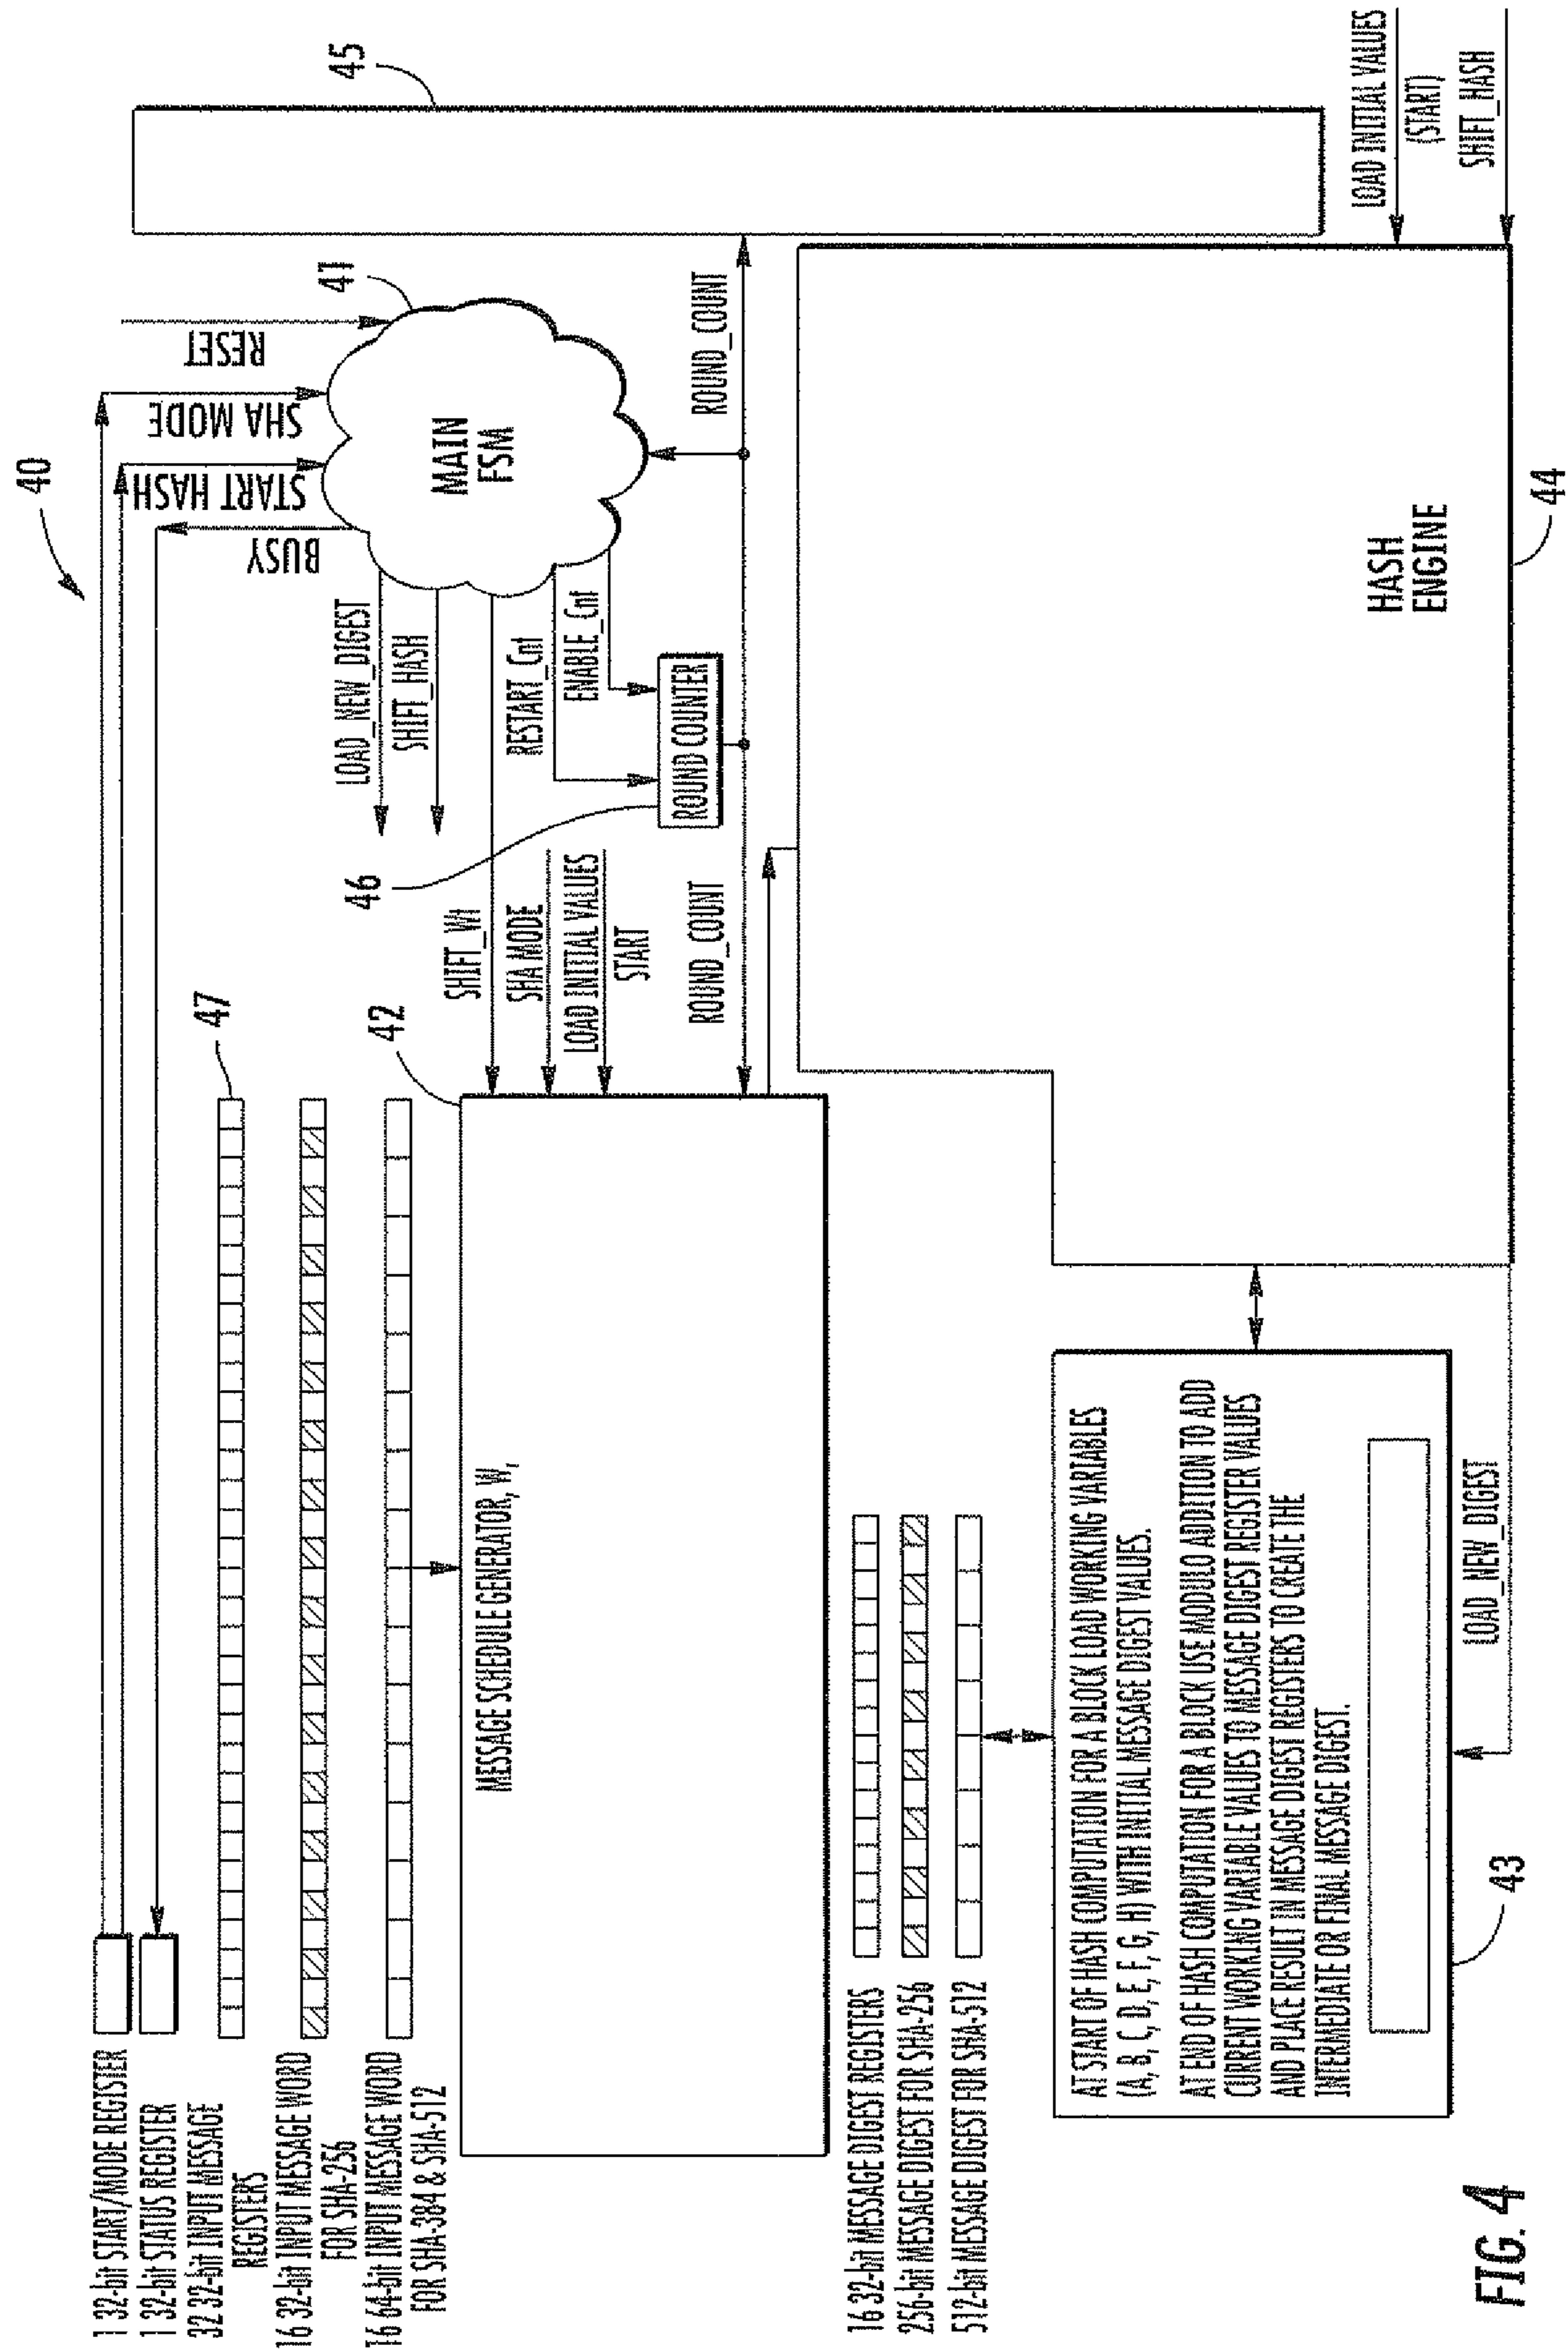 40
1 32-bit START/MODE REGISTER
1 32-bit STATUS REGISTER
32 32-bit INPUT MESSAGE
REGISTERS
16 32-bit INPUT MESSAGE WORD
FOR SHA-256
16 64-bit INPUT MESSAGE WORD
FOR SHA-384 & SHA-512
47
42
BUSY
START HASH
SHA MODE
RESET
41
45
MAIN
FSM
LOAD_NEW_DIGEST
SHIFT_HASH
SHIFT_Wt
RESTART_Cnt
ENABLE_Cnt
46
SHA MODE
LOAD INITIAL VALUES
START
ROUND COUNTER
ROUND_COUNT
ROUND_COUNT
MESSAGE SCHEDULE GENERATOR, Wt
16 32-bit MESSAGE DIGEST REGISTERS
256-bit MESSAGE DIGEST FOR SHA-256
512-bit MESSAGE DIGEST FOR SHA-512
AT START OF HASH COMPUTATION FOR A BLOCK LOAD WORKING VARIABLES
(A, B, C, D, E, F, G, H) WITH INITIAL MESSAGE DIGEST VALUES.
AT END OF HASH COMPUTATION FOR A BLOCK USE MODULO ADDITION TO ADD
CURRENT WORKING VARIABLE VALUES TO MESSAGE DIGEST REGISTER VALUES
AND PLACE RESULT IN MESSAGE DIGEST REGISTERS TO CREATE THE
INTERMEDIATE OR FINAL MESSAGE DIGEST.
43
LOAD_NEW_DIGEST
HASH
ENGINE
44
LOAD INITIAL VALUES
(START)
SHIFT_HASH
FIG. 4